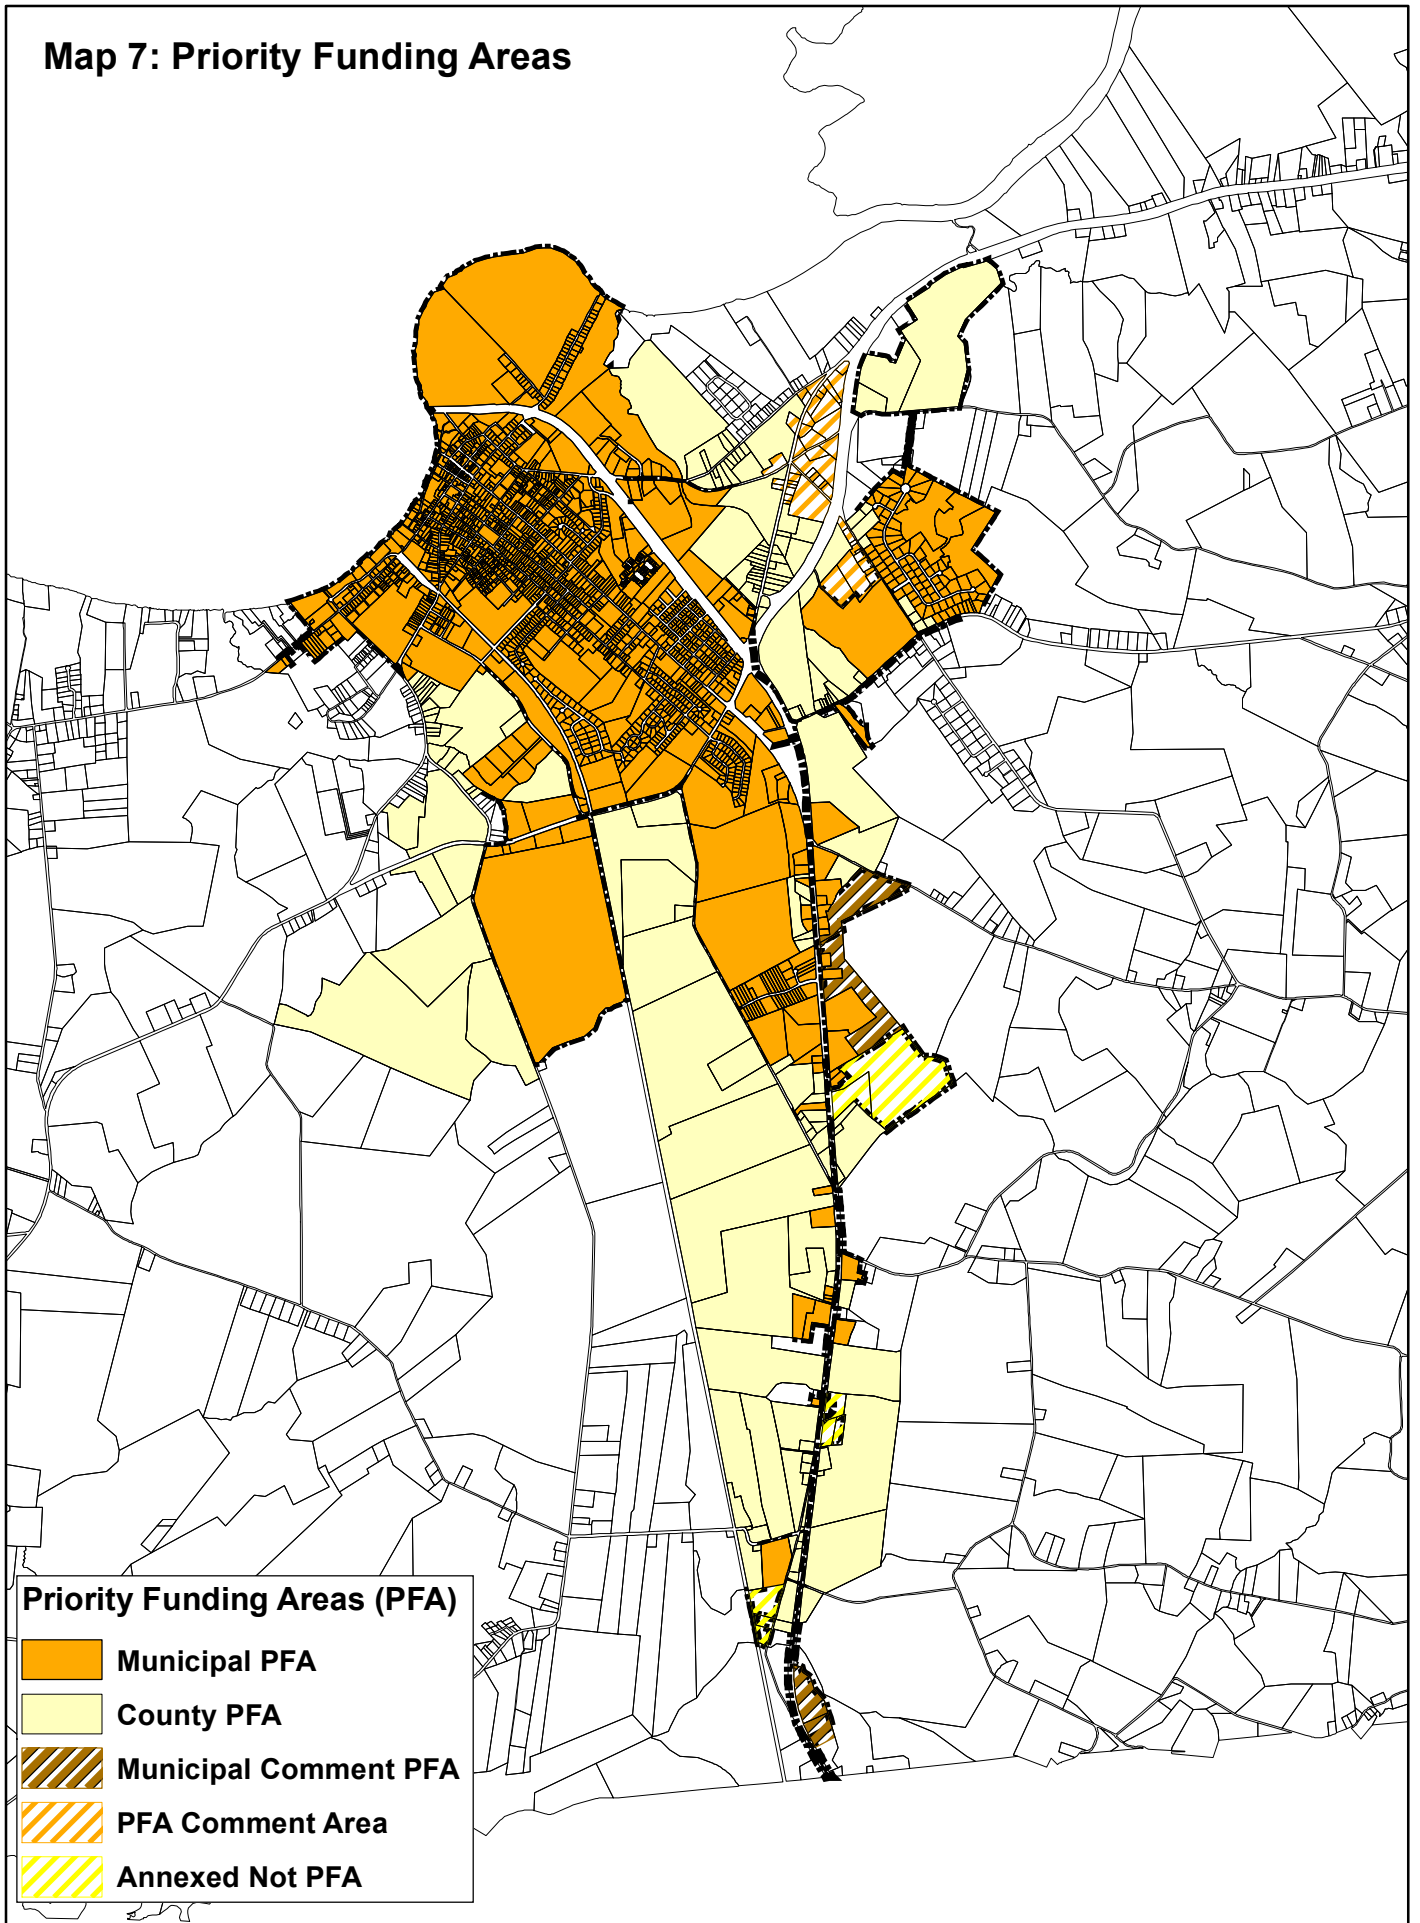 Map 7: Priority Funding Areas
Priority Funding Areas (PFA)
Municipal PFA
County PFA
Municipal Comment PFA
PFA Comment Area
Annexed Not PFA